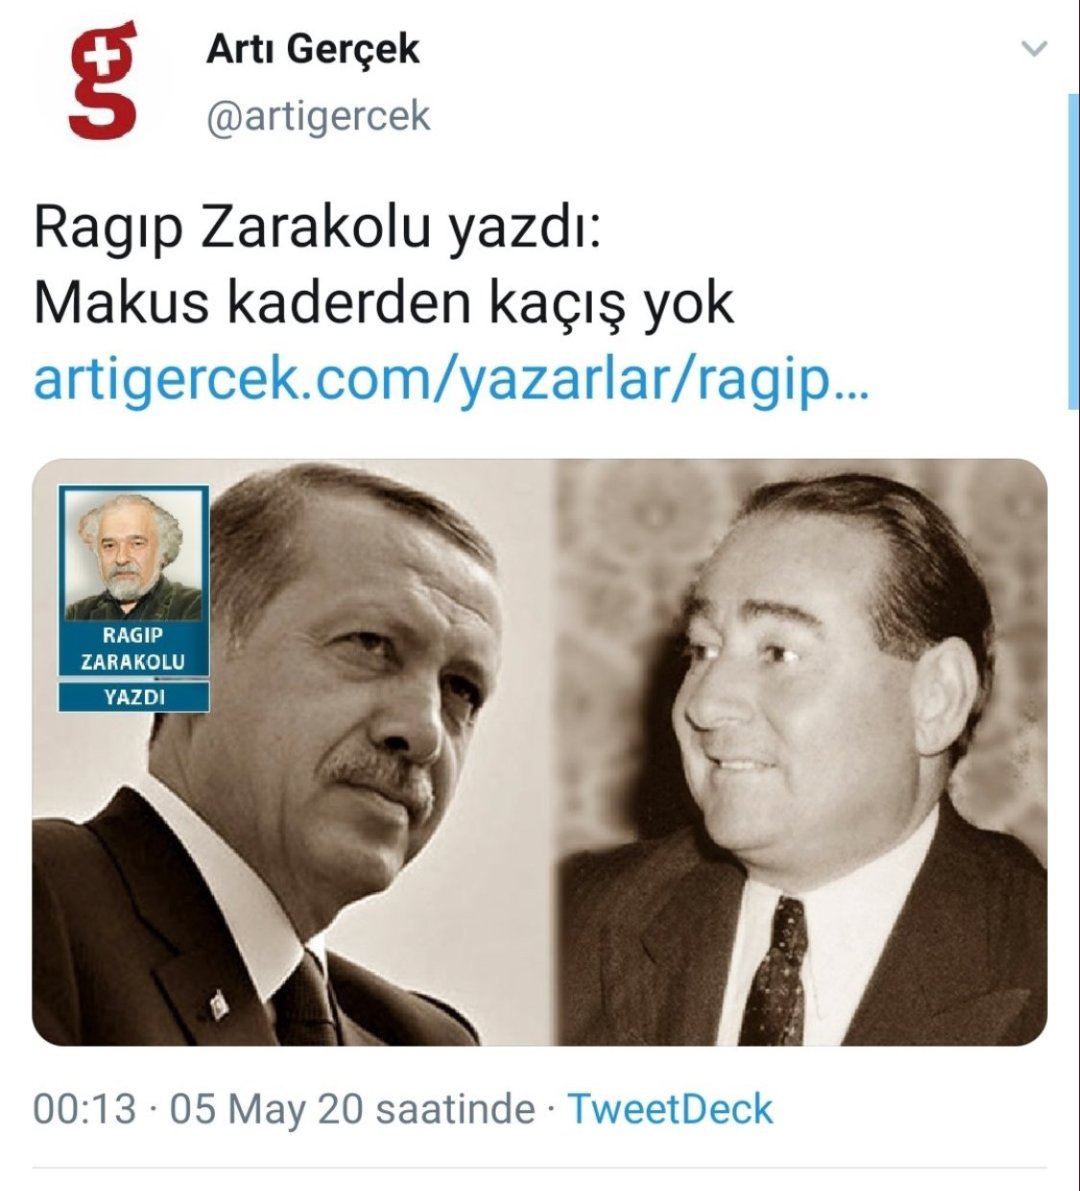 Artı Gerçek
@artigercek
Ragıp Zarakolu yazdı:
Makus kaderden kaçış yok
artigercek.com/yazarlar/ragip...
RAGIP
ZARAKOLU
YAZDI
00:13 · 05 May 20 saatinde · TweetDeck